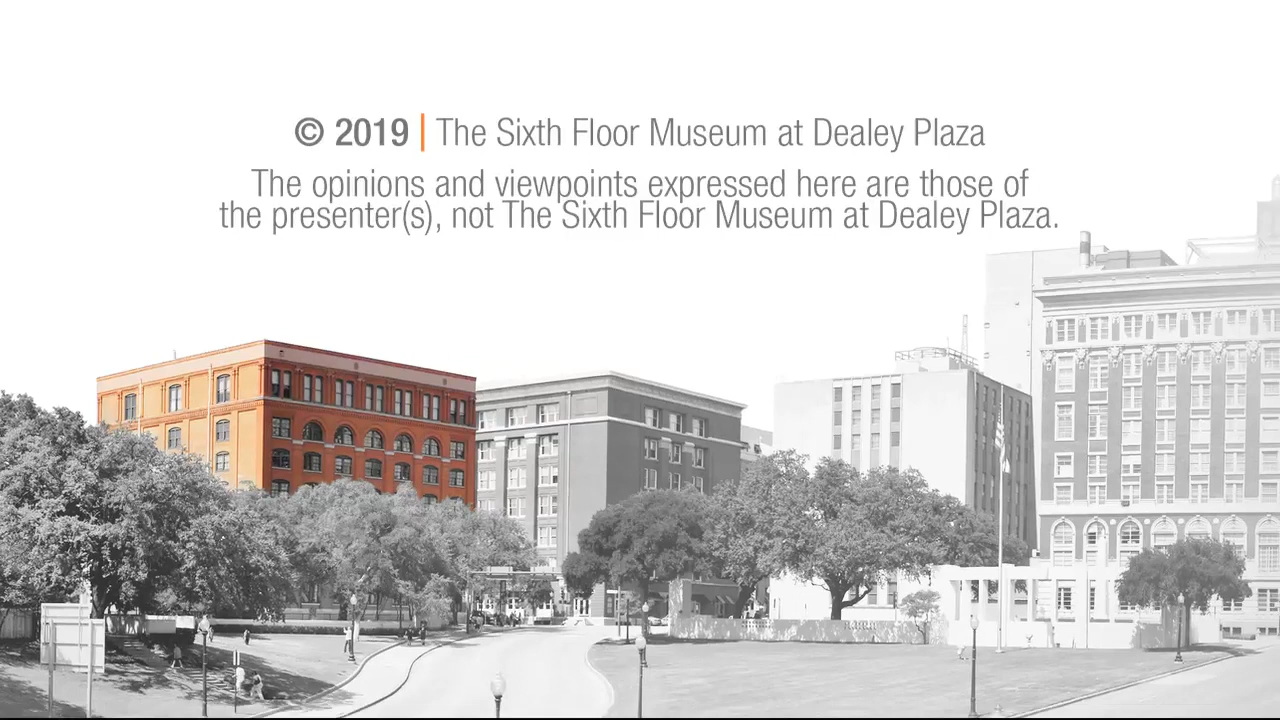 © 2019 | The Sixth Floor Museum at Dealey Plaza
The opinions and viewpoints expressed here are those of
the presenter(s), not The Sixth Floor Museum at Dealey Plaza.